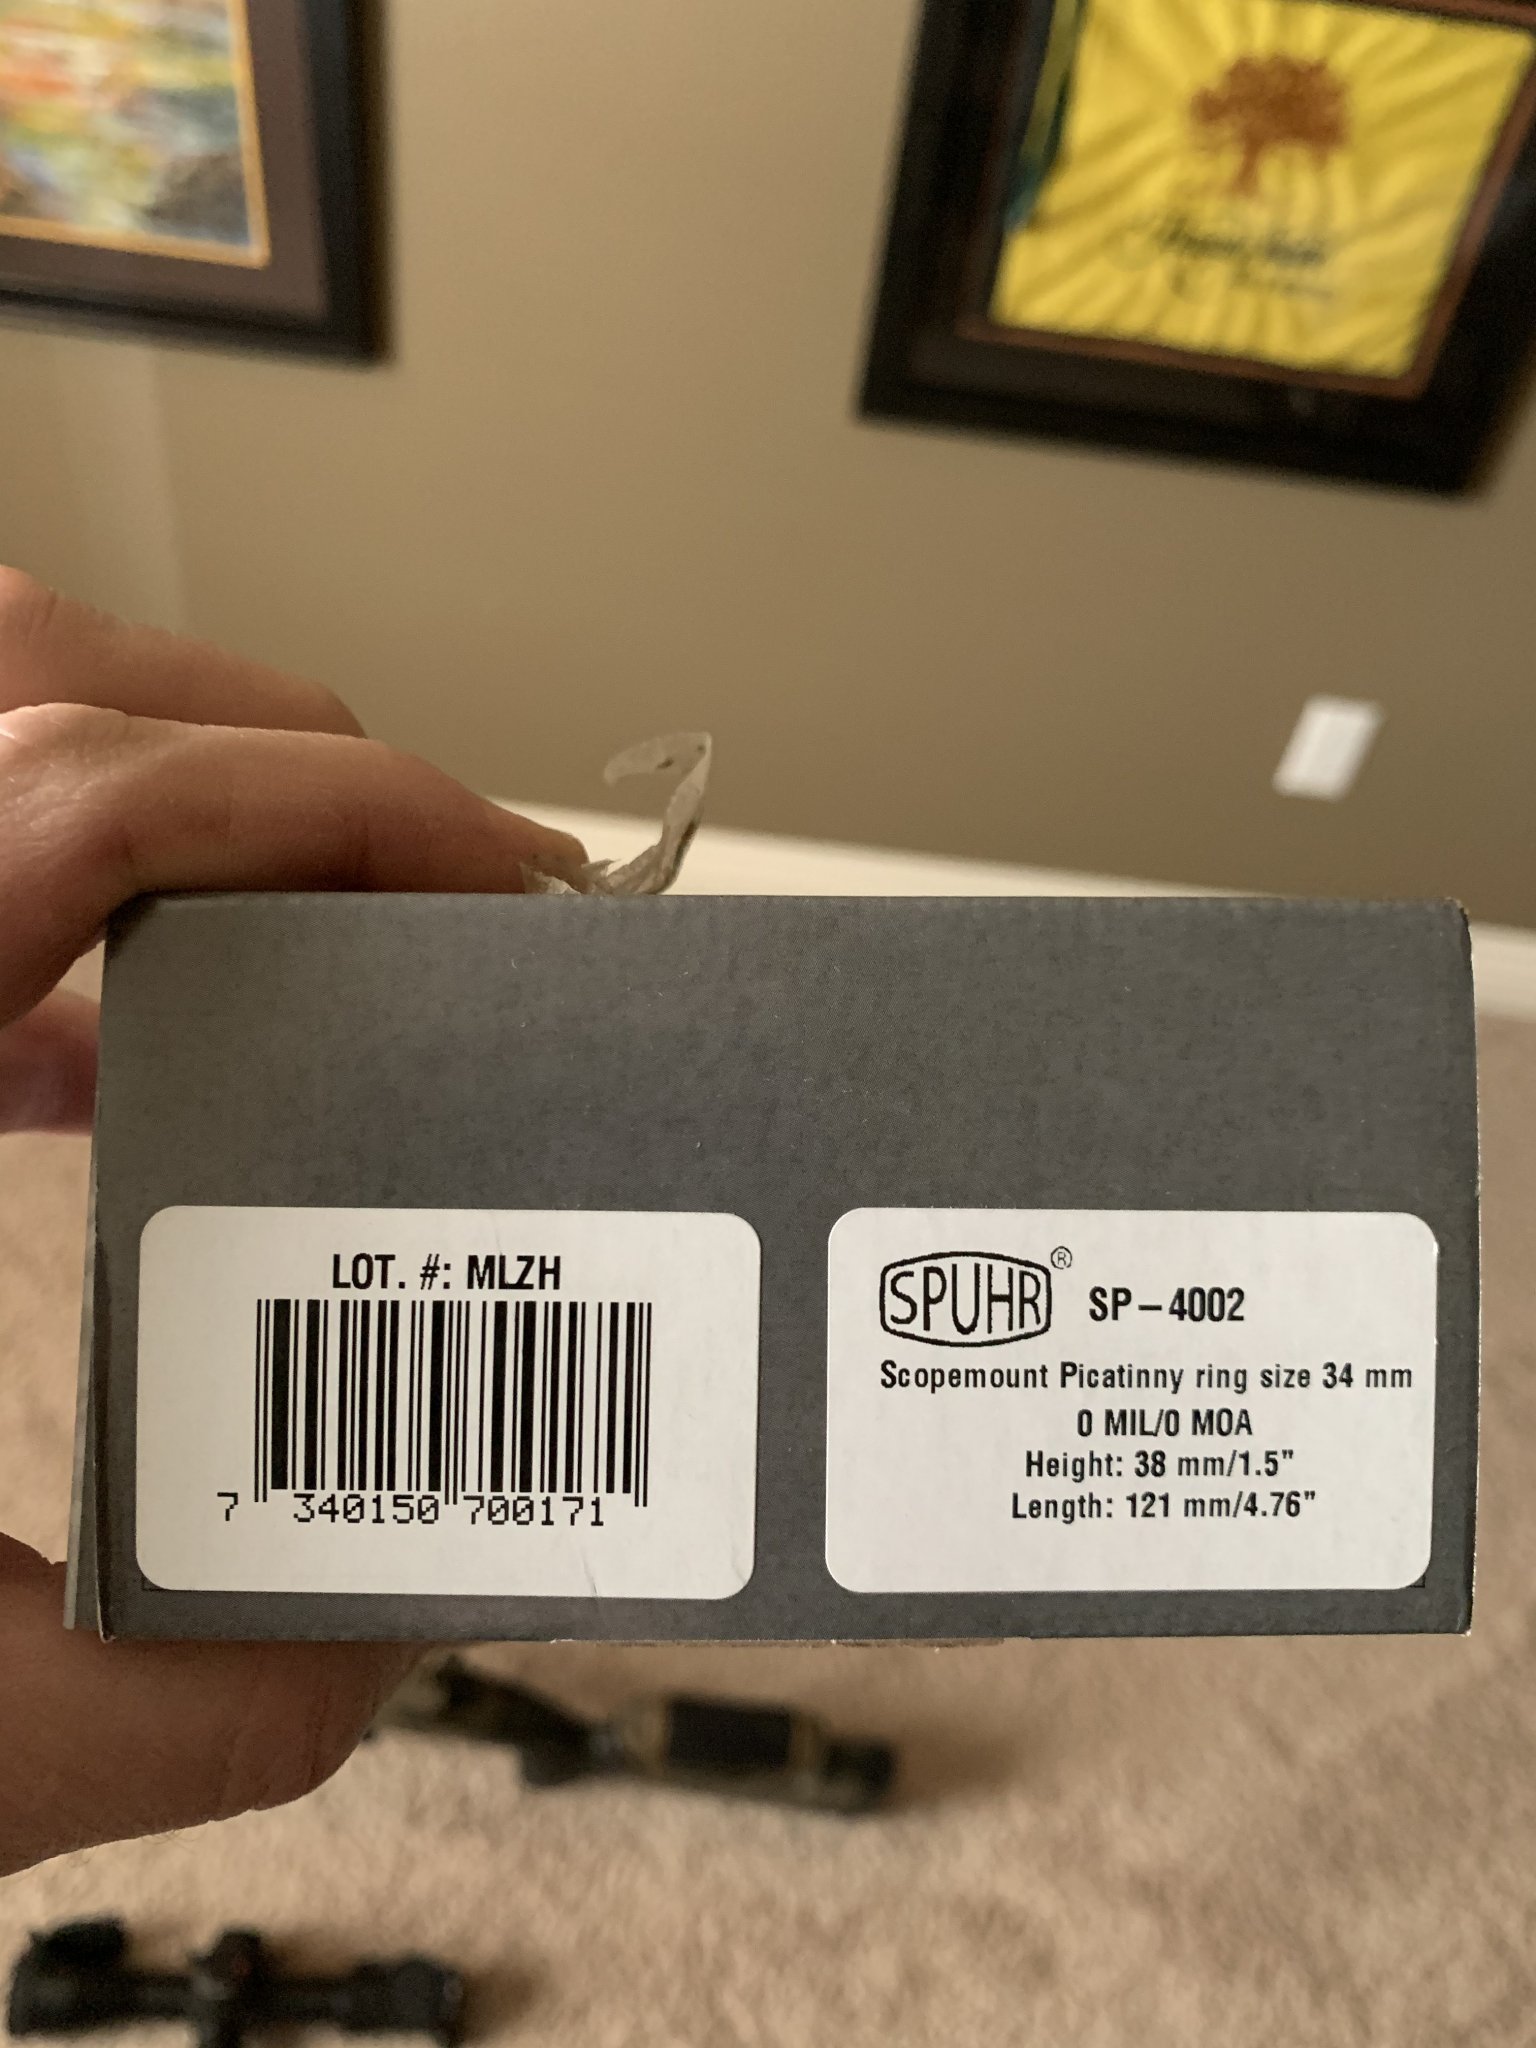 LOT. #: MLZH
7 340150 700171
SPUHR® SP-4002
Scopemount Picatinny ring size 34 mm
0 MIL/0 MOA
Height: 38 mm/1.5"
Length: 121 mm/4.76"